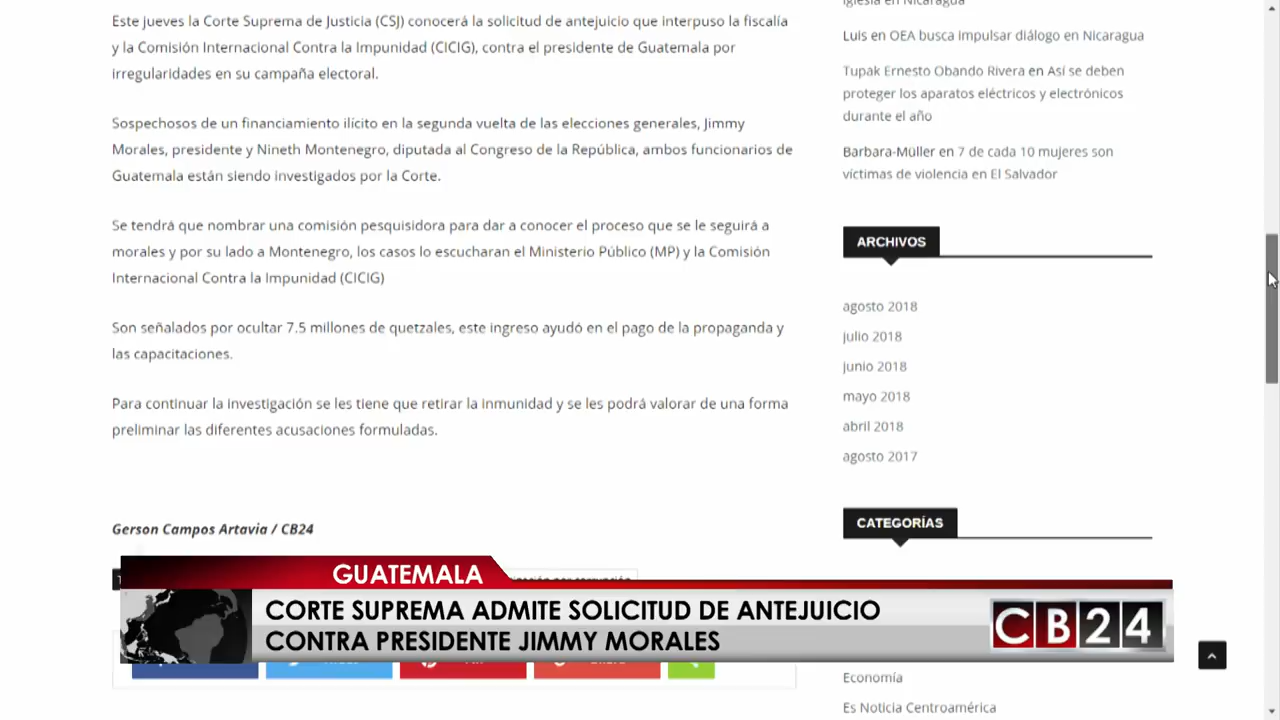 Este jueves la Corte Suprema de Justicia (CSJ) conocerá la solicitud de antejuicio que interpuso la fiscalía
y la Comisión Internacional Contra la Impunidad (CICIG), contra el presidente de Guatemala por
irregularidades en su campaña electoral.
Sospechosos de un financiamiento ilícito en la segunda vuelta de las elecciones generales, Jimmy
Morales, presidente y Nineth Montenegro, diputada al Congreso de la República, ambos funcionarios de
Guatemala están siendo investigados por la Corte.
Se tendrá que nombrar una comisión pesquisidora para dar a conocer el proceso que se le seguirá a
morales y por su lado a Montenegro, los casos lo escucharan el Ministerio Público (MP) y la Comisión
Internacional Contra la Impunidad (CICIG)
Son señalados por ocultar 7.5 millones de quetzales, este ingreso ayudó en el pago de la propaganda y
las capacitaciones.
Para continuar la investigación se les tiene que retirar la inmunidad y se les podrá valorar de una forma
preliminar las diferentes acusaciones formuladas.
Gerson Campos Artavia / CB24
iglesia en Nicaragua
Luis en OEA busca impulsar diálogo en Nicaragua
Tupak Ernesto Obando Rivera en Así se deben
proteger los aparatos eléctricos y electrónicos
durante el año
Barbara-Müller en 7 de cada 10 mujeres son
víctimas de violencia en El Salvador
ARCHIVOS
agosto 2018
julio 2018
junio 2018
mayo 2018
abril 2018
agosto 2017
CATEGORÍAS
Economía
Es Noticia Centroamérica
GUATEMALA
CORTE SUPREMA ADMITE SOLICITUD DE ANTEJUICIO
CONTRA PRESIDENTE JIMMY MORALES
CB24